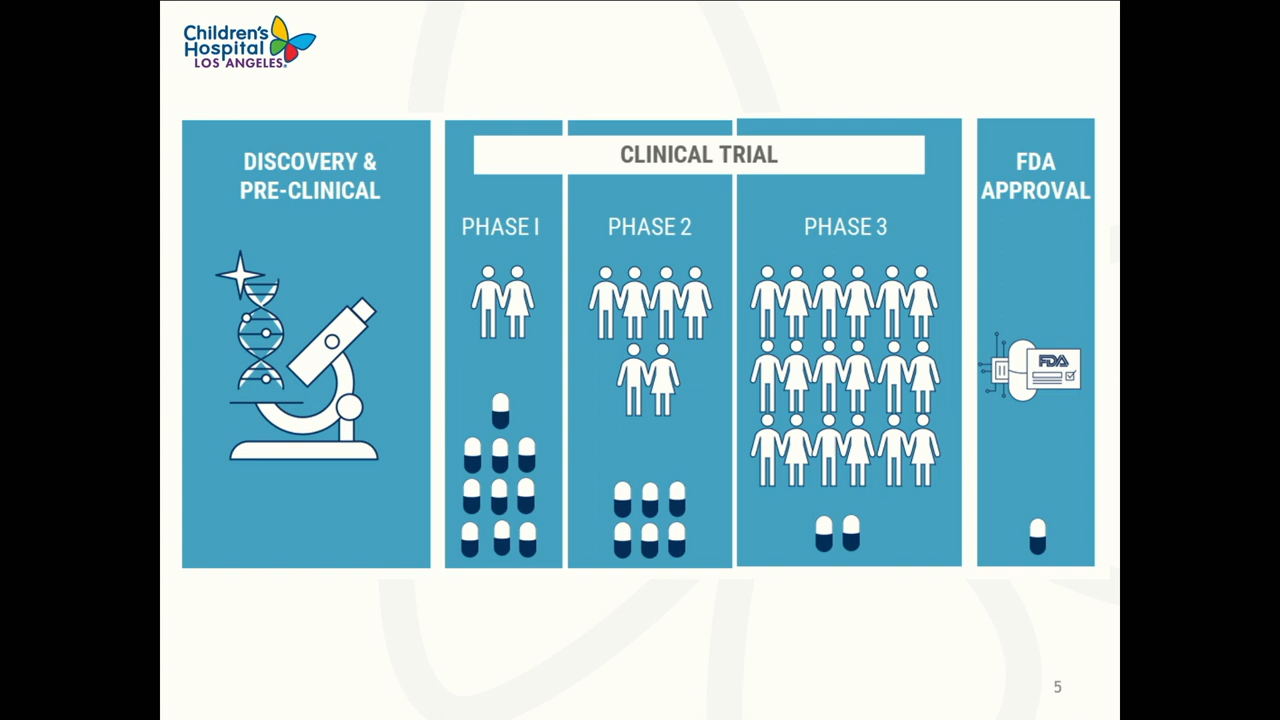 Children's
Hospital
LOS ANGELES®
DISCOVERY &
PRE-CLINICAL
CLINICAL TRIAL
PHASE I
PHASE 2
PHASE 3
FDA
APPROVAL
FDA
5